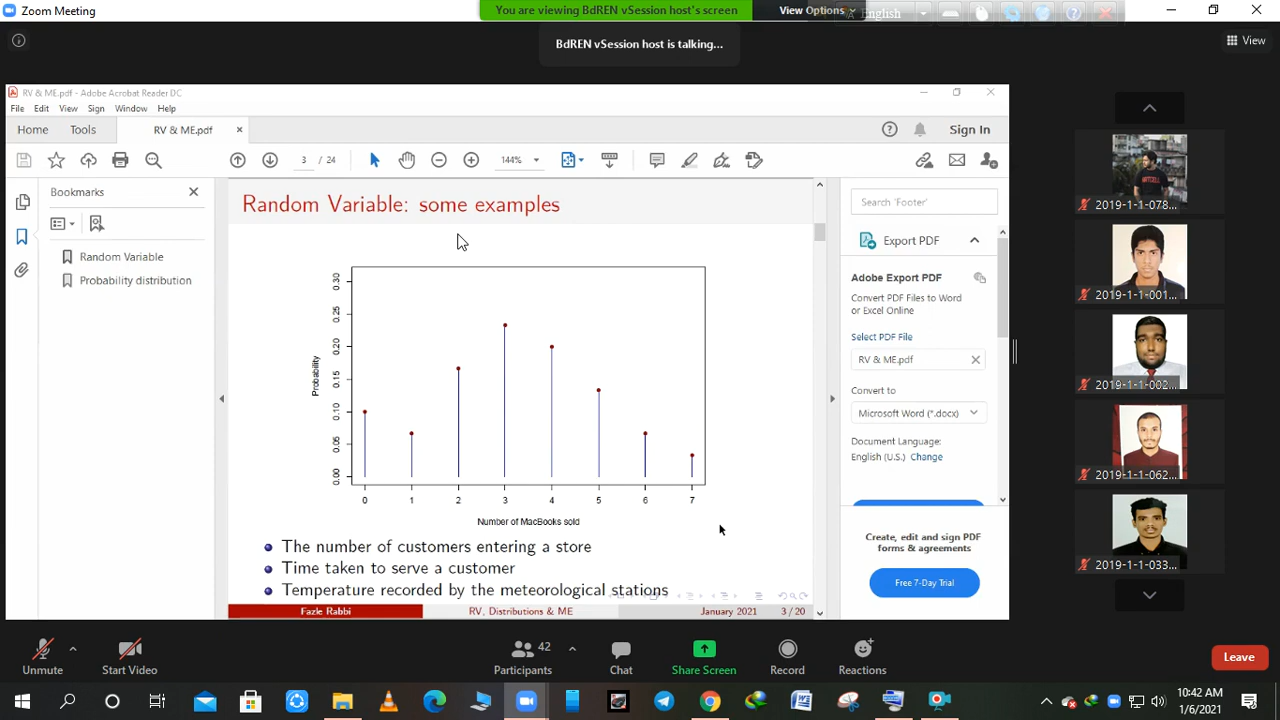 Zoom Meeting
You are viewing BdREN vSession host's screen
View Options
English
BdREN vSession host is talking...
View
RV & ME.pdf - Adobe Acrobat Reader DC
File Edit View Sign Window Help
Home Tools RV & ME.pdf × Sign In
3 / 24 144%
Bookmarks
Random Variable
Probability distribution
Random Variable: some examples
Probability
0.30
0.25
0.20
0.15
0.10
0.05
0.00
0 1 2 3 4 5 6 7
Number of MacBooks sold
The number of customers entering a store
Time taken to serve a customer
Temperature recorded by the meteorological stations
Fazle Rabbi RV, Distributions & ME January 2021 3 / 20
Search 'Footer'
Export PDF
Adobe Export PDF
Convert PDF Files to Word
or Excel Online
Select PDF File
RV & ME.pdf
Convert to
Microsoft Word (*.docx)
Document Language:
English (U.S.) Change
Create, edit and sign PDF
forms & agreements
Free 7-Day Trial
2019-1-1-078...
2019-1-1-001...
2019-1-1-002...
2019-1-1-062...
2019-1-1-033...
Unmute
Start Video
42
Participants
Chat
Share Screen
Record
Reactions
Leave
10:42 AM
1/6/2021